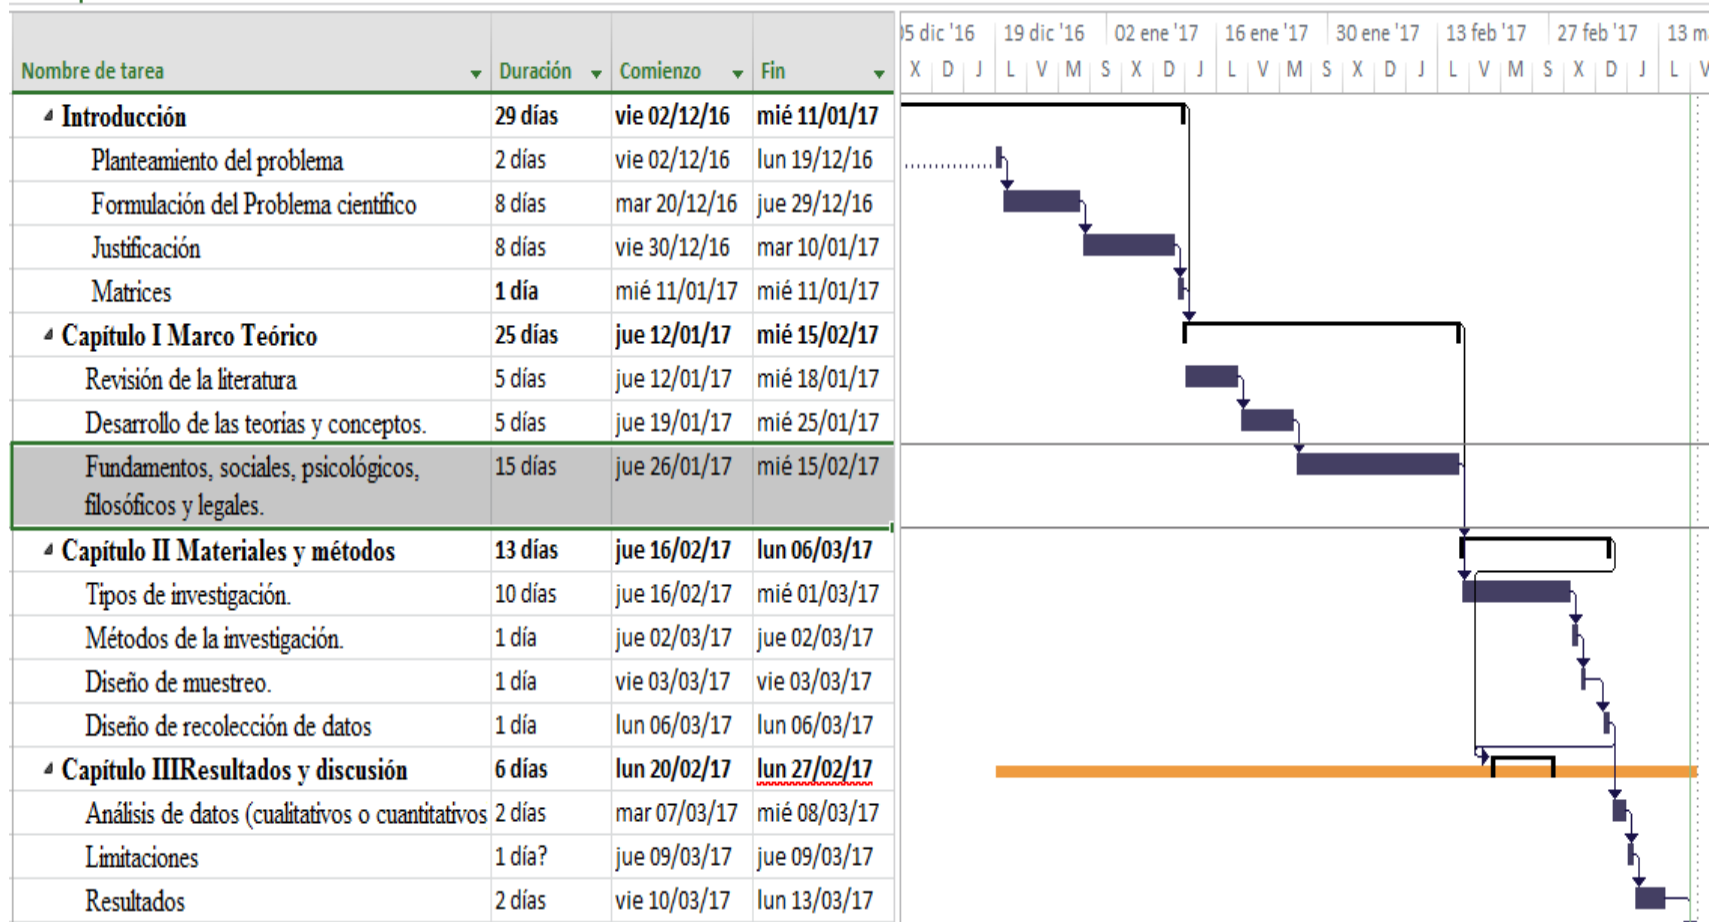 05 dic '16 19 dic '16 02 ene '17 16 ene '17 30 ene '17 13 feb '17 27 feb '17 13 m
Nombre de tarea Duración Comienzo Fin X D J L V M S X D J L V M S X D J L V M S X D J L V
Introducción 29 días vie 02/12/16 mié 11/01/17
Planteamiento del problema 2 días vie 02/12/16 lun 19/12/16
Formulación del Problema científico 8 días mar 20/12/16 jue 29/12/16
Justificación 8 días vie 30/12/16 mar 10/01/17
Matrices 1 día mié 11/01/17 mié 11/01/17
Capítulo I Marco Teórico 25 días jue 12/01/17 mié 15/02/17
Revisión de la literatura 5 días jue 12/01/17 mié 18/01/17
Desarrollo de las teorías y conceptos. 5 días jue 19/01/17 mié 25/01/17
Fundamentos, sociales, psicológicos, 15 días jue 26/01/17 mié 15/02/17
filosóficos y legales.
Capítulo II Materiales y métodos 13 días jue 16/02/17 lun 06/03/17
Tipos de investigación. 10 días jue 16/02/17 mié 01/03/17
Métodos de la investigación. 1 día jue 02/03/17 jue 02/03/17
Diseño de muestreo. 1 día vie 03/03/17 vie 03/03/17
Diseño de recolección de datos 1 día lun 06/03/17 lun 06/03/17
Capítulo IIIResultados y discusión 6 días lun 20/02/17 lun 27/02/17
Análisis de datos (cualitativos o cuantitativos 2 días mar 07/03/17 mié 08/03/17
Limitaciones 1 día? jue 09/03/17 jue 09/03/17
Resultados 2 días vie 10/03/17 lun 13/03/17